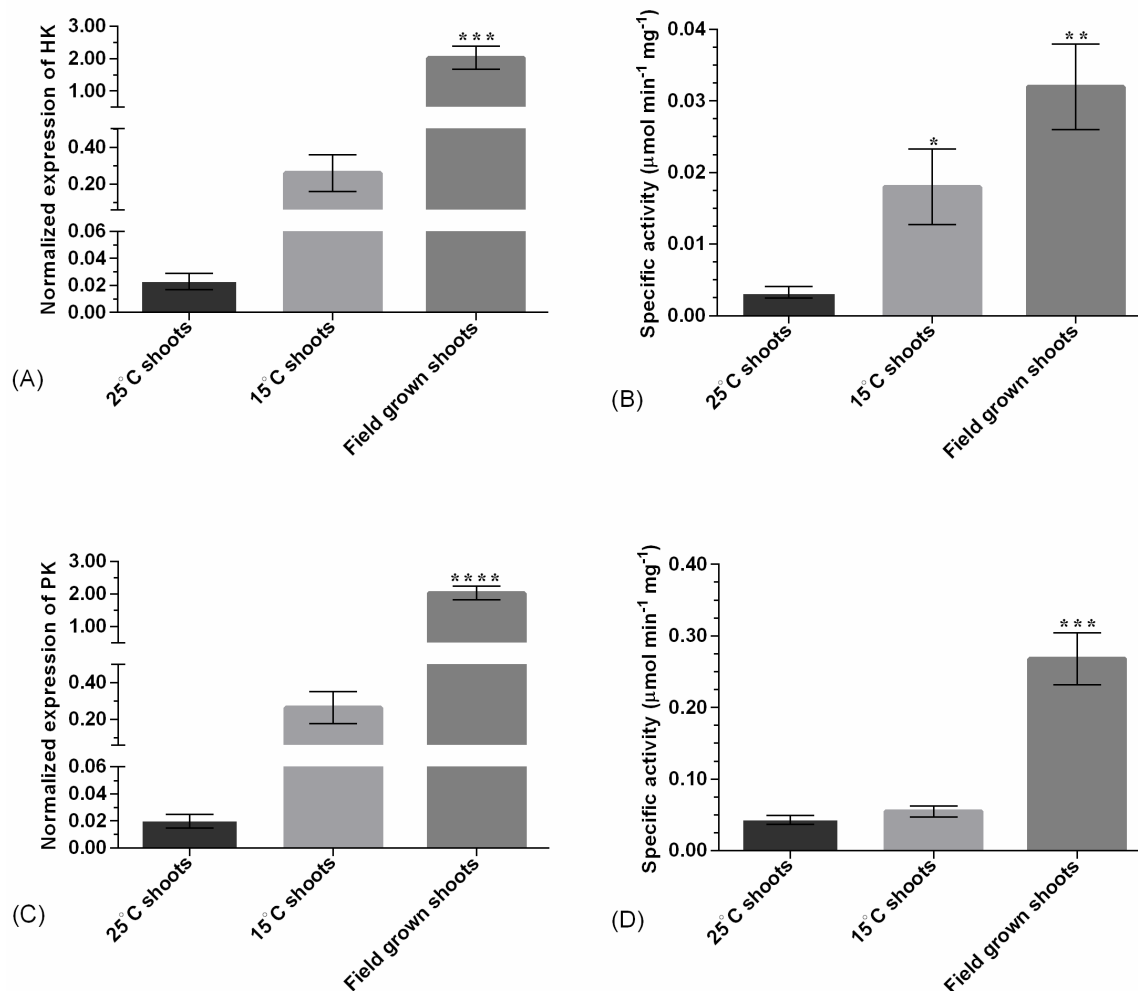 Normalized expression of HK
3.00
2.00
1.00
0.40
0.20
0.06
0.04
0.02
0.00
***
25°C shoots
15°C shoots
Field grown shoots
(A)
Specific activity (μmol min-1 mg-1)
0.04
0.03
0.02
0.01
0.00
*
**
25°C shoots
15°C shoots
Field grown shoots
(B)
Normalized expression of PK
3.00
2.00
1.00
0.40
0.20
0.06
0.04
0.02
0.00
****
25°C shoots
15°C shoots
Field grown shoots
(C)
Specific activity (μmol min-1 mg-1)
0.40
0.30
0.20
0.10
0.00
***
25°C shoots
15°C shoots
Field grown shoots
(D)